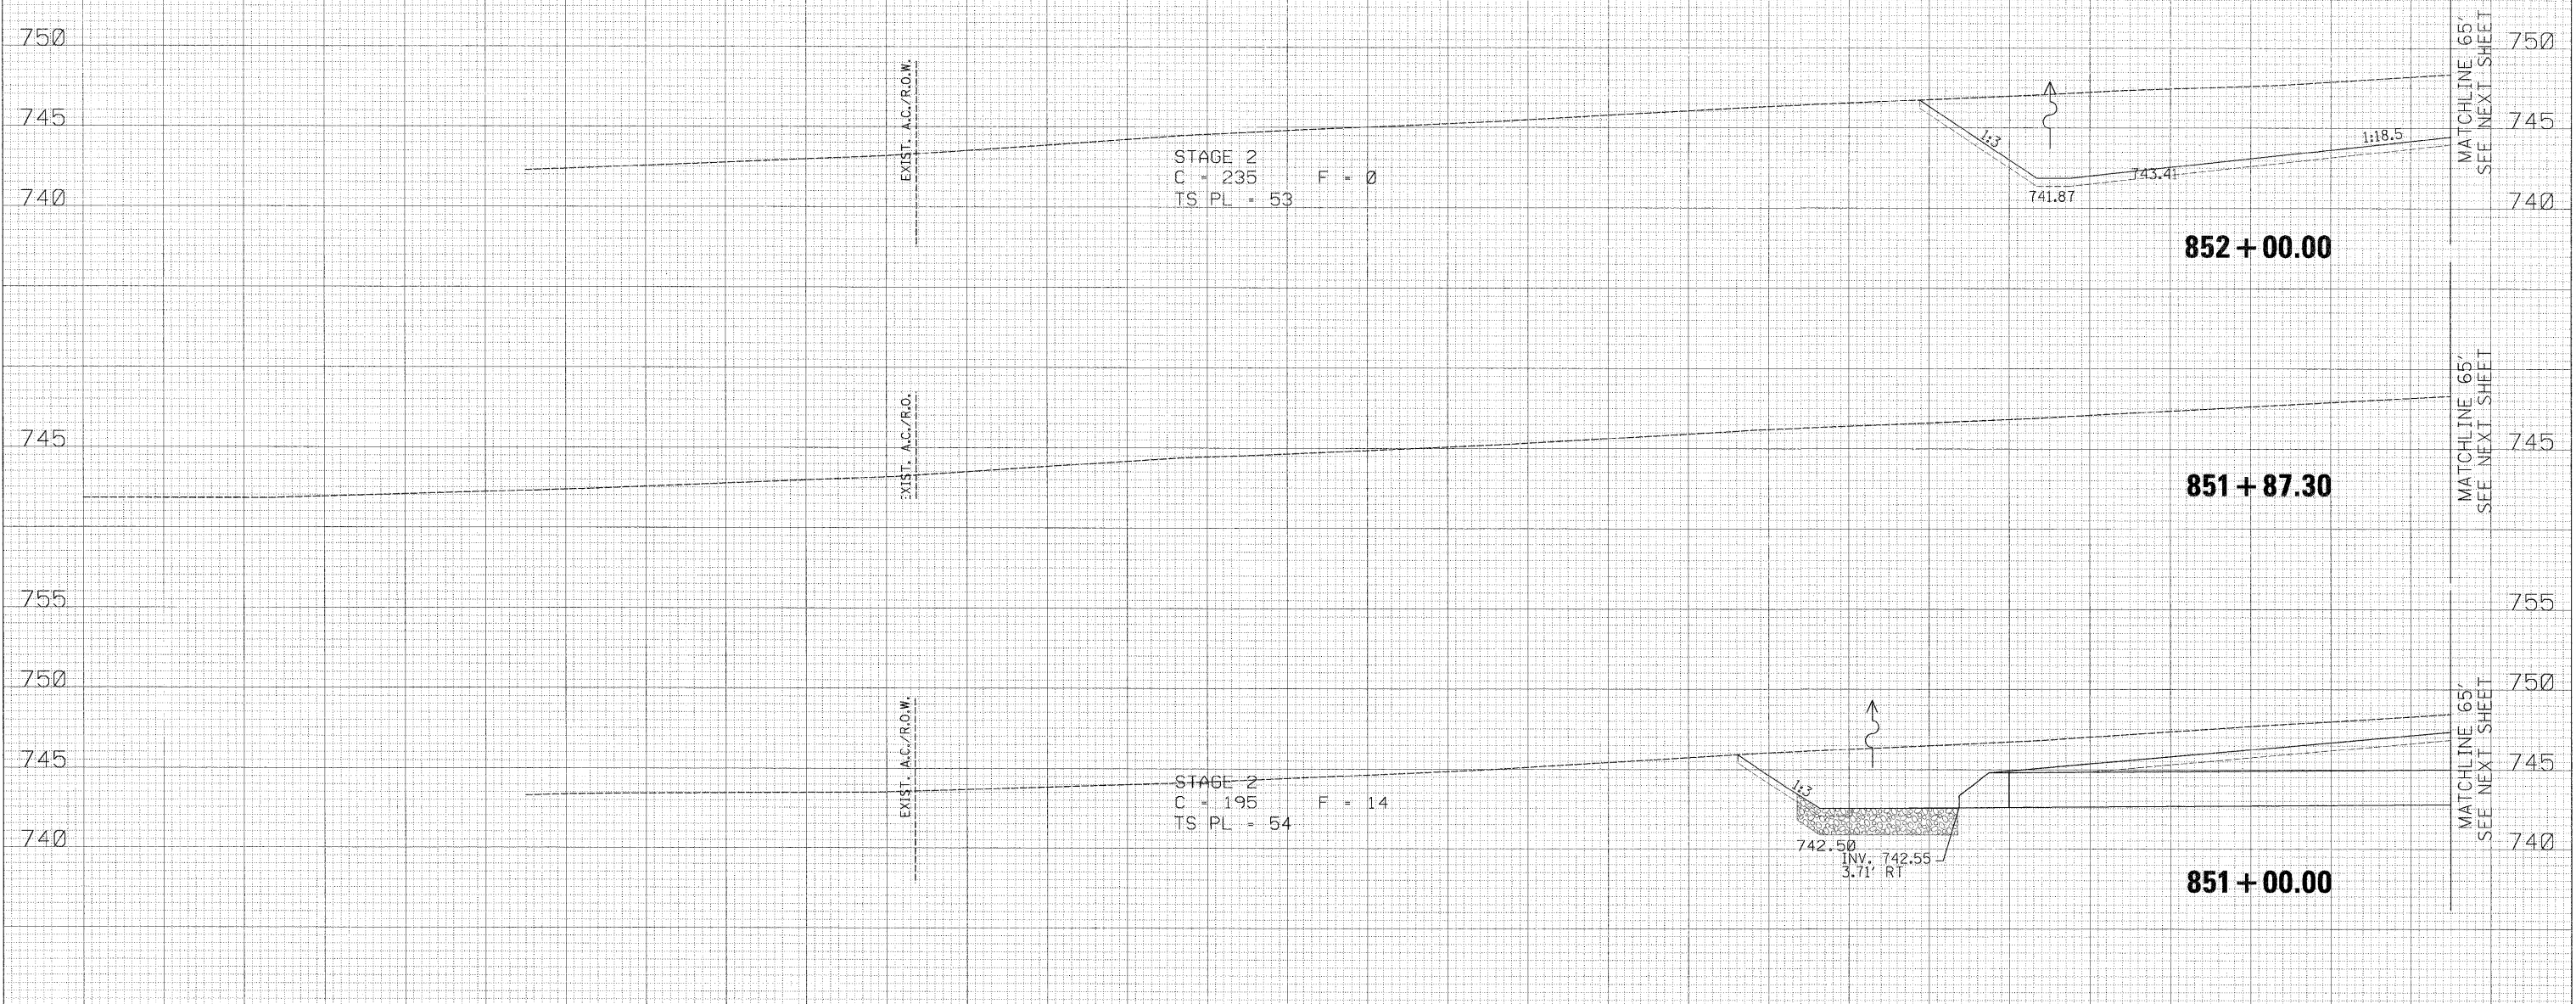 750
745
740
EXIST. A.C./R.O.W.
STAGE 2
C = 235 F = 0
TS PL = 53
1:3
741.87
743.41
1:18.5
852+00.00
MATCHLINE 65'
SEE NEXT SHEET
750
745
740
745
EXIST. A.C./R.O.
851+87.30
MATCHLINE 65'
SEE NEXT SHEET
745
755
750
745
740
EXIST. A.C./R.O.W.
STAGE 2
C = 195 F = 14
TS PL = 54
1:3
742.50
INV. 742.55
3.71' RT
851+00.00
MATCHLINE 65'
SEE NEXT SHEET
755
750
745
740